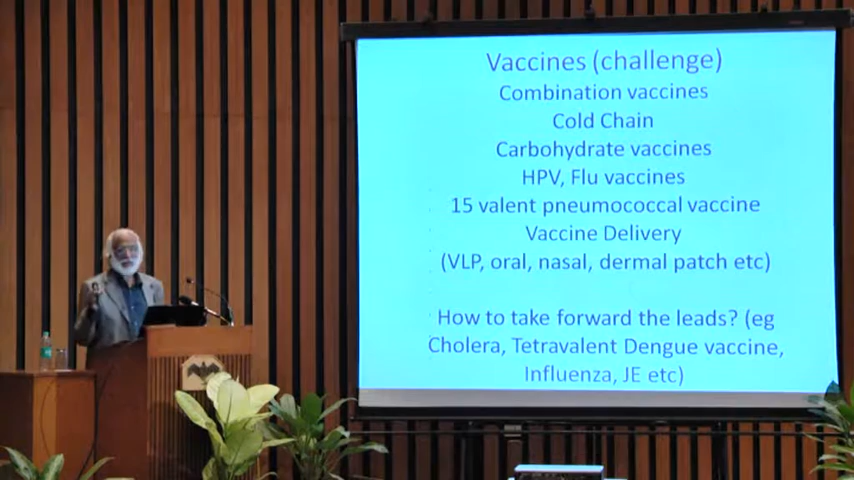 Vaccines (challenge)
Combination vaccines
Cold Chain
Carbohydrate vaccines
HPV, Flu vaccines
15 valent pneumococcal vaccine
Vaccine Delivery
(VLP, oral, nasal, dermal patch etc)
How to take forward the leads? (eg
Cholera, Tetravalent Dengue vaccine,
Influenza, JE etc)